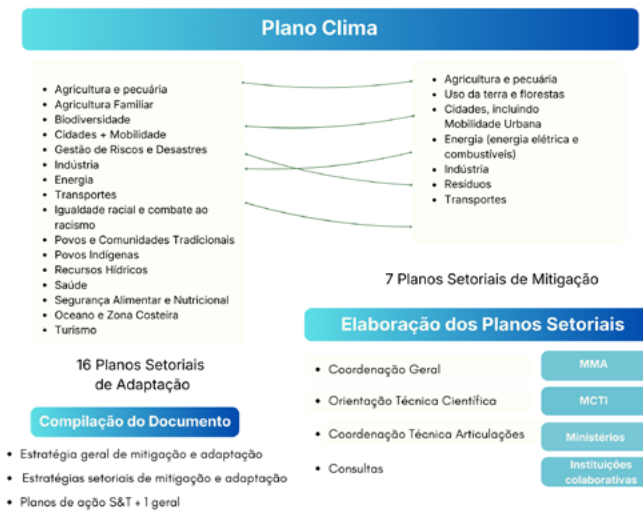 Plano Clima
• Agricultura e pecuária
• Agricultura Familiar
• Biodiversidade
• Cidades + Mobilidade
• Gestão de Riscos e Desastres
• Indústria
• Energia
• Transportes
• Igualdade racial e combate ao
racismo
• Povos e Comunidades Tradicionais
• Povos Indígenas
• Recursos Hídricos
• Saúde
• Segurança Alimentar e Nutricional
• Oceano e Zona Costeira
• Turismo
16 Planos Setoriais
de Adaptação
• Agricultura e pecuária
• Uso da terra e florestas
• Cidades, incluindo
Mobilidade Urbana
• Energia (energia elétrica e
combustíveis)
• Indústria
• Resíduos
• Transportes
7 Planos Setoriais de Mitigação
Compilação do Documento
• Estratégia geral de mitigação e adaptação
• Estratégias setoriais de mitigação e adaptação
• Planos de ação S&T + 1 geral
Elaboração dos Planos Setoriais
• Coordenação Geral
MMA
• Orientação Técnica Científica
MCTI
• Coordenação Técnica Articulações
Ministérios
• Consultas
Instituições
colaborativas